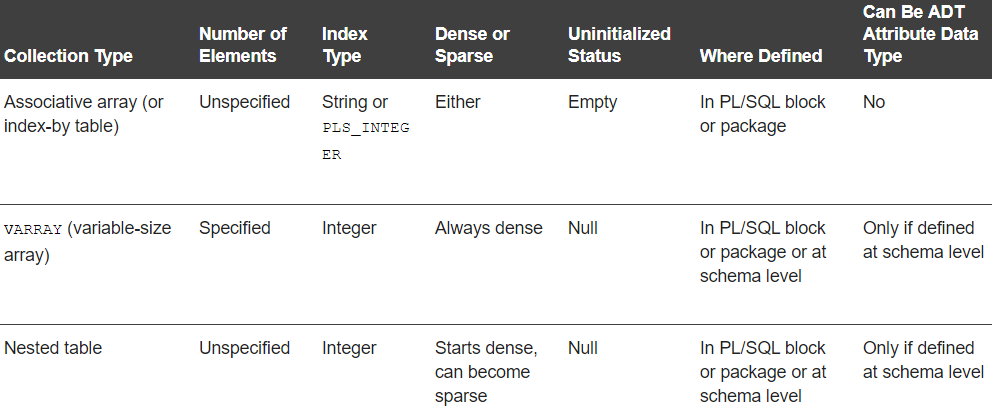 Collection Type
Number of
Elements
Index
Type
Dense or
Sparse
Uninitialized
Status
Where Defined
Can Be ADT
Attribute Data
Type
Associative array (or
index-by table)
Unspecified
String or
PLS_INTEG
ER
Either
Empty
In PL/SQL block
or package
No
VARRAY (variable-size
array)
Specified
Integer
Always dense
Null
In PL/SQL block
or package or at
schema level
Only if defined
at schema level
Nested table
Unspecified
Integer
Starts dense,
can become
sparse
Null
In PL/SQL block
or package or at
schema level
Only if defined
at schema level